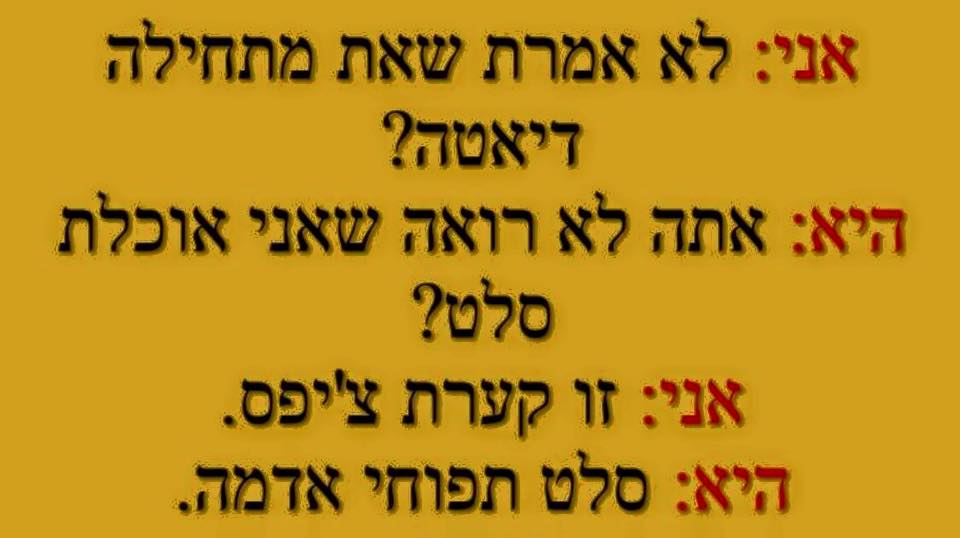 אני: לא אמרת שאת מתחילה
דיאטה?
היא: אתה לא רואה שאני אוכלת
סלט?
אני: זו קערת צ'יפס.
היא: סלט תפוחי אדמה.